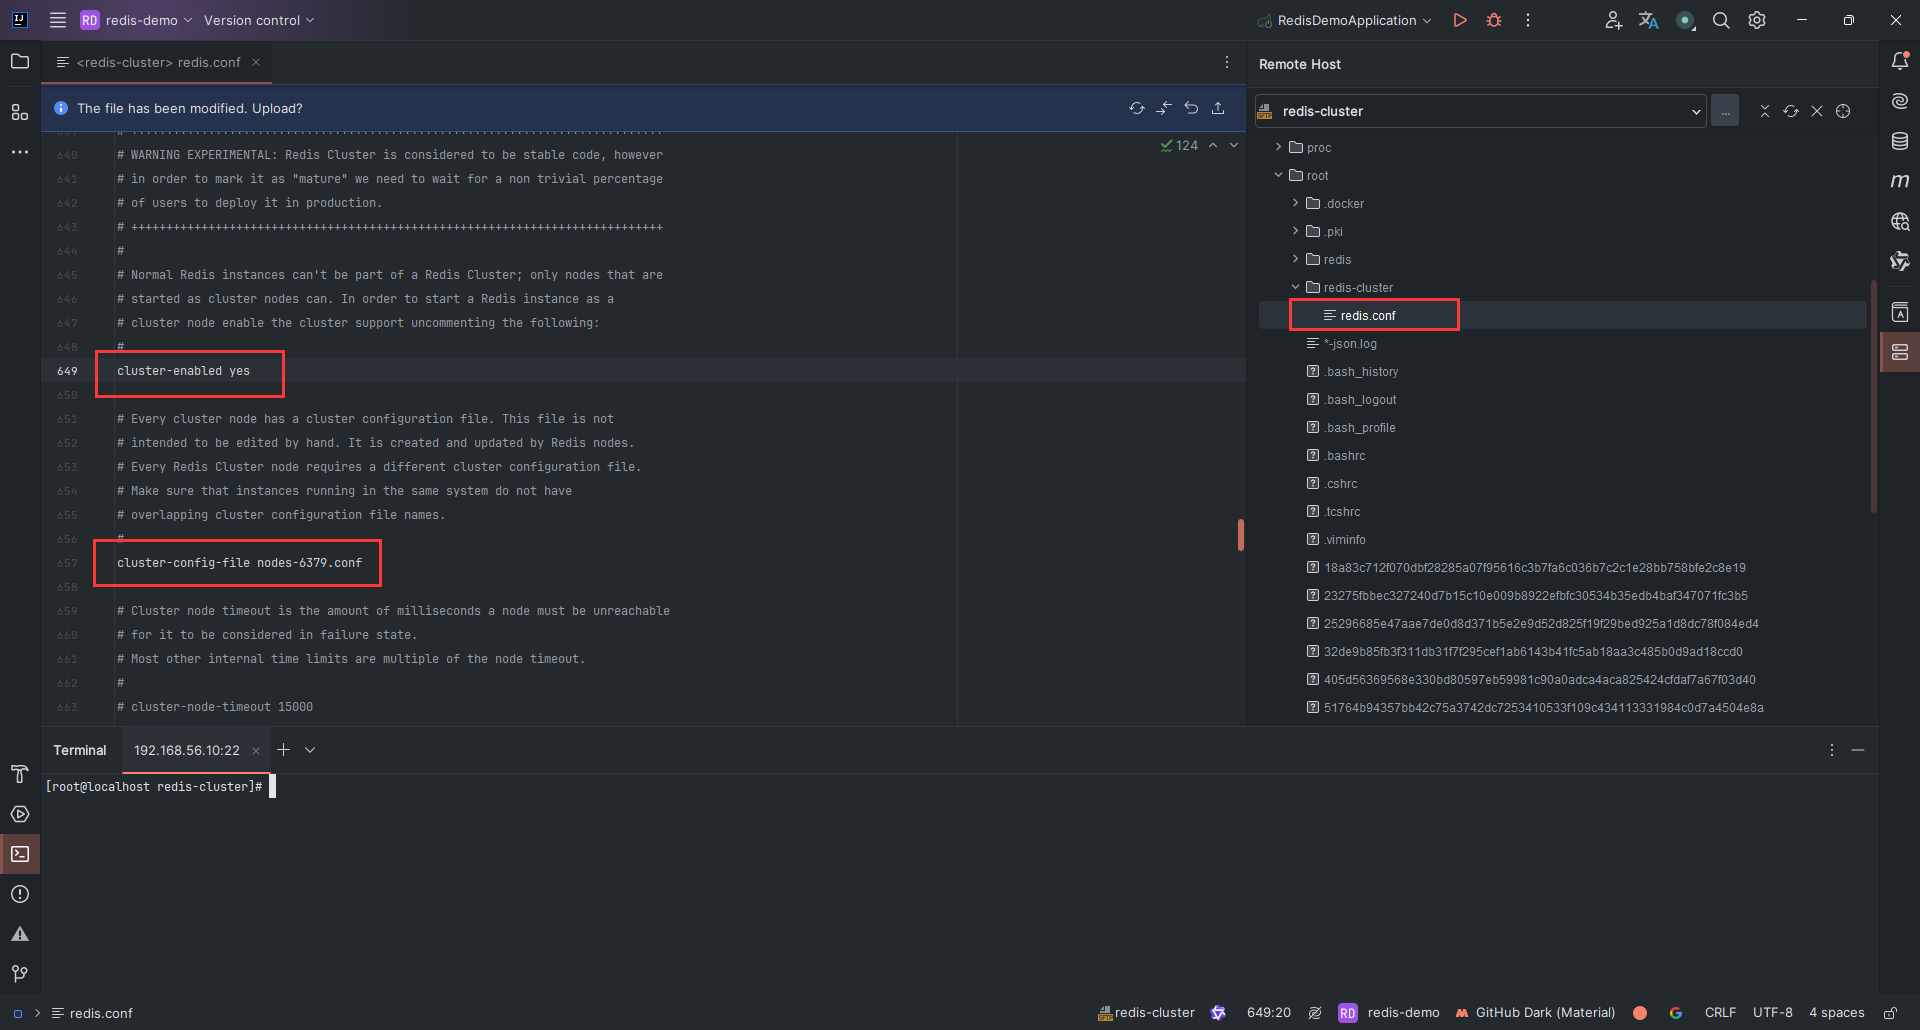 RD redis-demo Version control
RedisDemoApplication
<redis-cluster> redis.conf
The file has been modified. Upload?
# ++++++++++++++++++++++++++++++++++++++++++++++++++++++++++++++++++++++++++++
640 # WARNING EXPERIMENTAL: Redis Cluster is considered to be stable code, however
641 # in order to mark it as "mature" we need to wait for a non trivial percentage
642 # of users to deploy it in production.
643 # ++++++++++++++++++++++++++++++++++++++++++++++++++++++++++++++++++++++++++++
644 #
645 # Normal Redis instances can't be part of a Redis Cluster; only nodes that are
646 # started as cluster nodes can. In order to start a Redis instance as a
647 # cluster node enable the cluster support uncommenting the following:
648 #
649 cluster-enabled yes
650
651 # Every cluster node has a cluster configuration file. This file is not
652 # intended to be edited by hand. It is created and updated by Redis nodes.
653 # Every Redis Cluster node requires a different cluster configuration file.
654 # Make sure that instances running in the same system do not have
655 # overlapping cluster configuration file names.
656 #
657 cluster-config-file nodes-6379.conf
658
659 # Cluster node timeout is the amount of milliseconds a node must be unreachable
660 # for it to be considered in failure state.
661 # Most other internal time limits are multiple of the node timeout.
662 #
663 # cluster-node-timeout 15000
124
Remote Host
redis-cluster
...
proc
root
.docker
.pki
redis
redis-cluster
redis.conf
*-json.log
.bash_history
.bash_logout
.bash_profile
.bashrc
.cshrc
.tcshrc
.viminfo
18a83c712f070dbf28285a07f95616c3b7fa6c036b7c2c1e28bb758bfe2c8e19
23275fbbec327240d7b15c10e009b8922efbfc30534b35edb4baf347071fc3b5
25296685e47aae7de0d8d371b5e2e9d52d825f19f29bed925a1d8dc78f084ed4
32de9b85fb3f311db31f7f295cef1ab6143b41fc5ab18aa3c485b0d9ad18ccd0
405d56369568e330bd80597eb59981c90a0adca4aca825424cfdaf7a67f03d40
51764b94357bb42c75a3742dc7253410533f109c434113331984c0d7a4504e8a
Terminal 192.168.56.10:22
[root@localhost redis-cluster]#
redis.conf
redis-cluster 649:20 RD redis-demo GitHub Dark (Material) CRLF UTF-8 4 spaces